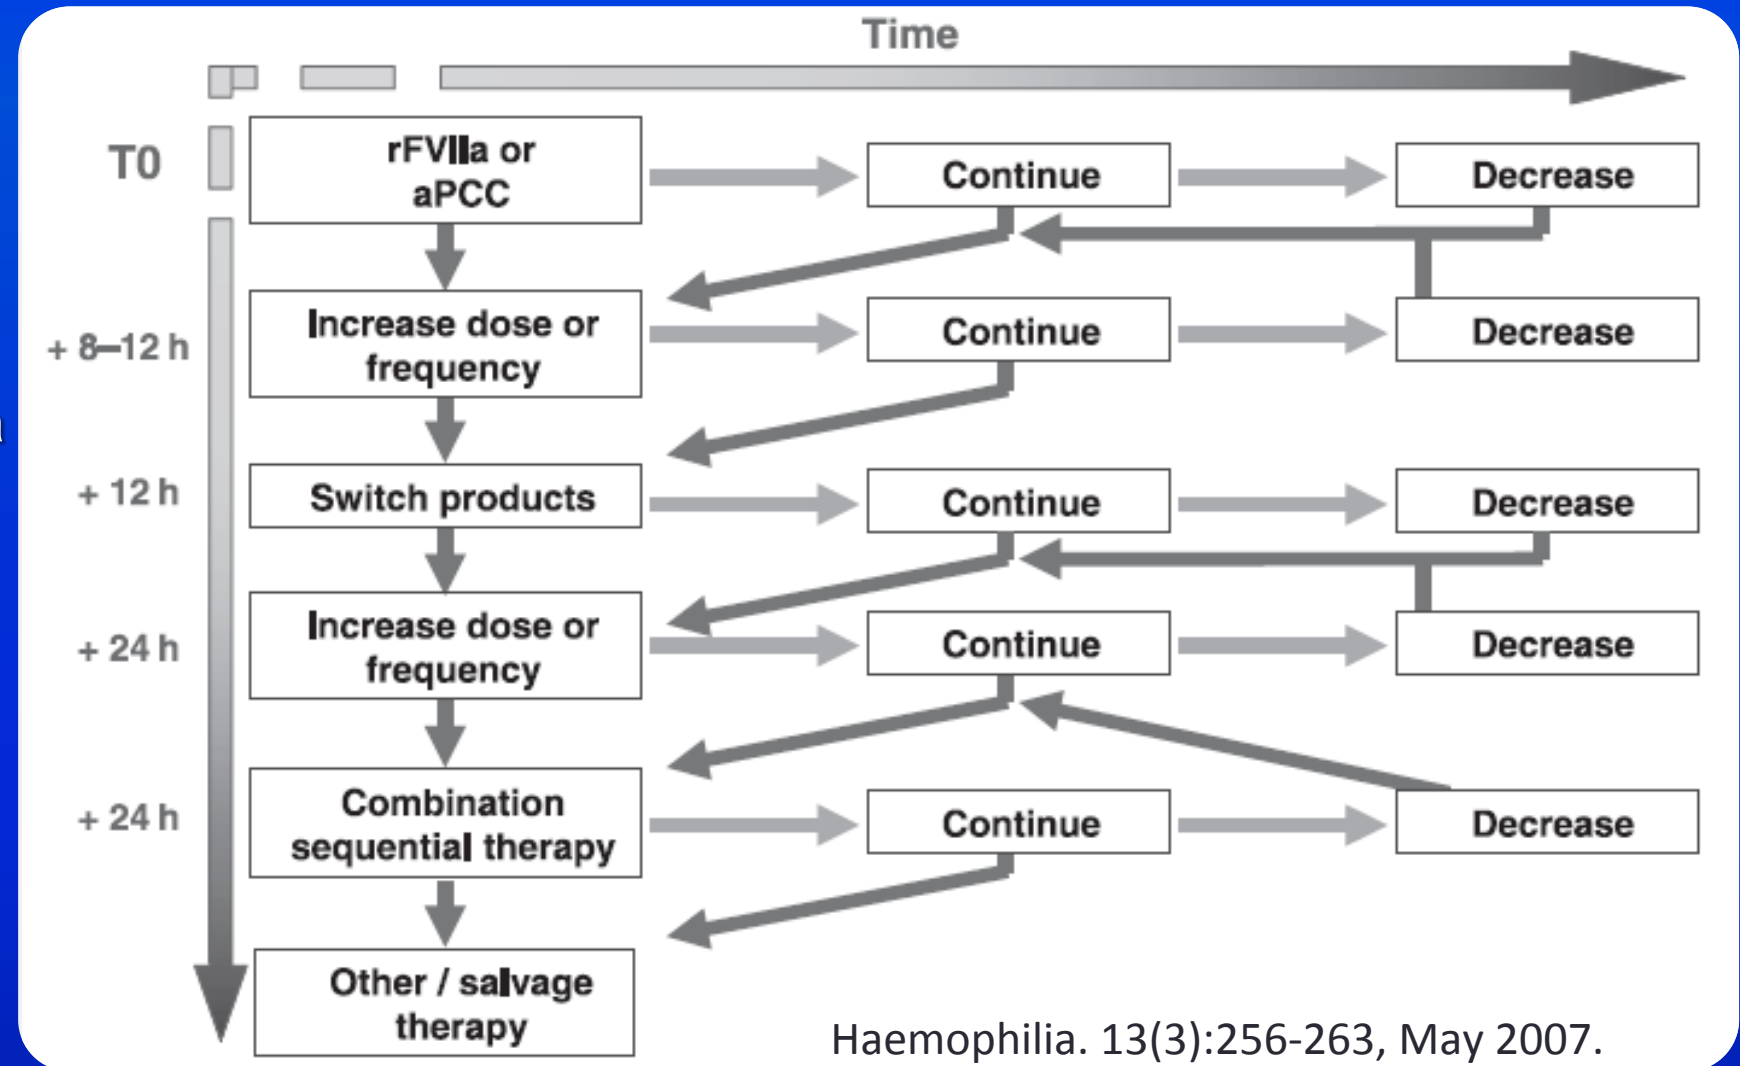 Time
T0
rFVIIa or
aPCC
Continue
Decrease
+ 8–12 h
Increase dose or
frequency
Continue
Decrease
+ 12 h
Switch products
Continue
Decrease
+ 24 h
Increase dose or
frequency
Continue
Decrease
+ 24 h
Combination
sequential therapy
Continue
Decrease
Other / salvage
therapy
Haemophilia. 13(3):256-263, May 2007.